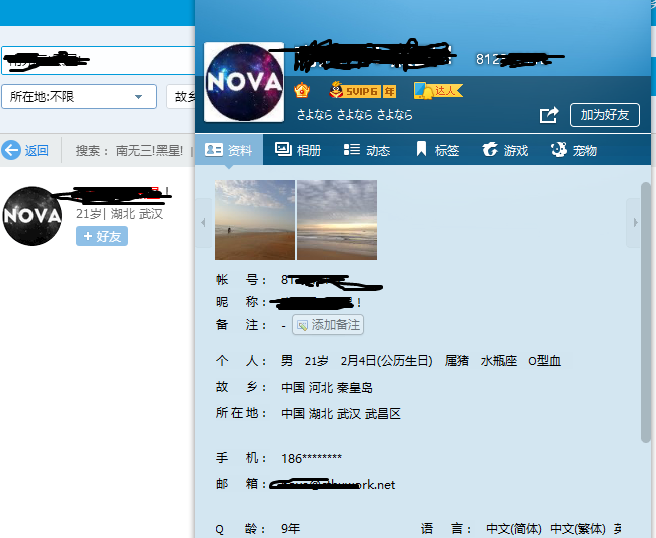 所在地:不限
故乡
返回
搜索： 南无三!黑星!
NOVA
!
21岁| 湖北 武汉
+ 好友
NOVA
812
SVIP6 年
达人
さよなら さよなら さよなら
加为好友
资料
相册
动态
标签
游戏
宠物
帐 号： 81
昵 称： !
备 注： - 添加备注
个 人： 男 21岁 2月4日(公历生日) 属猪 水瓶座 O型血
故 乡： 中国 河北 秦皇岛
所在地： 中国 湖北 武汉 武昌区
手 机： 186********
邮 箱： work.net
Q 龄： 9年
语 言： 中文(简体) 中文(繁体)